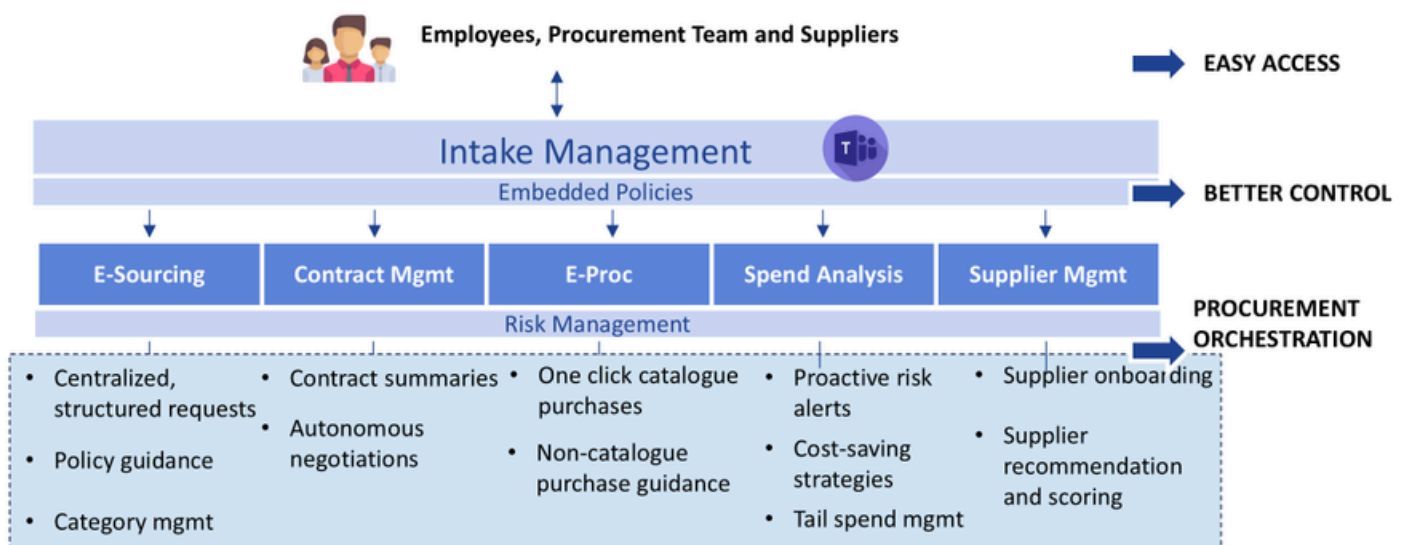 Employees, Procurement Team and Suppliers
EASY ACCESS
Intake Management
T
Embedded Policies
BETTER CONTROL
E-Sourcing
Contract Mgmt
E-Proc
Spend Analysis
Supplier Mgmt
Risk Management
PROCUREMENT
ORCHESTRATION
• Centralized,
structured requests
• Policy guidance
• Category mgmt
• Contract summaries
• Autonomous
negotiations
• One click catalogue
purchases
• Non-catalogue
purchase guidance
• Proactive risk
alerts
• Cost-saving
strategies
• Tail spend mgmt
• Supplier onboarding
• Supplier
recommendation
and scoring